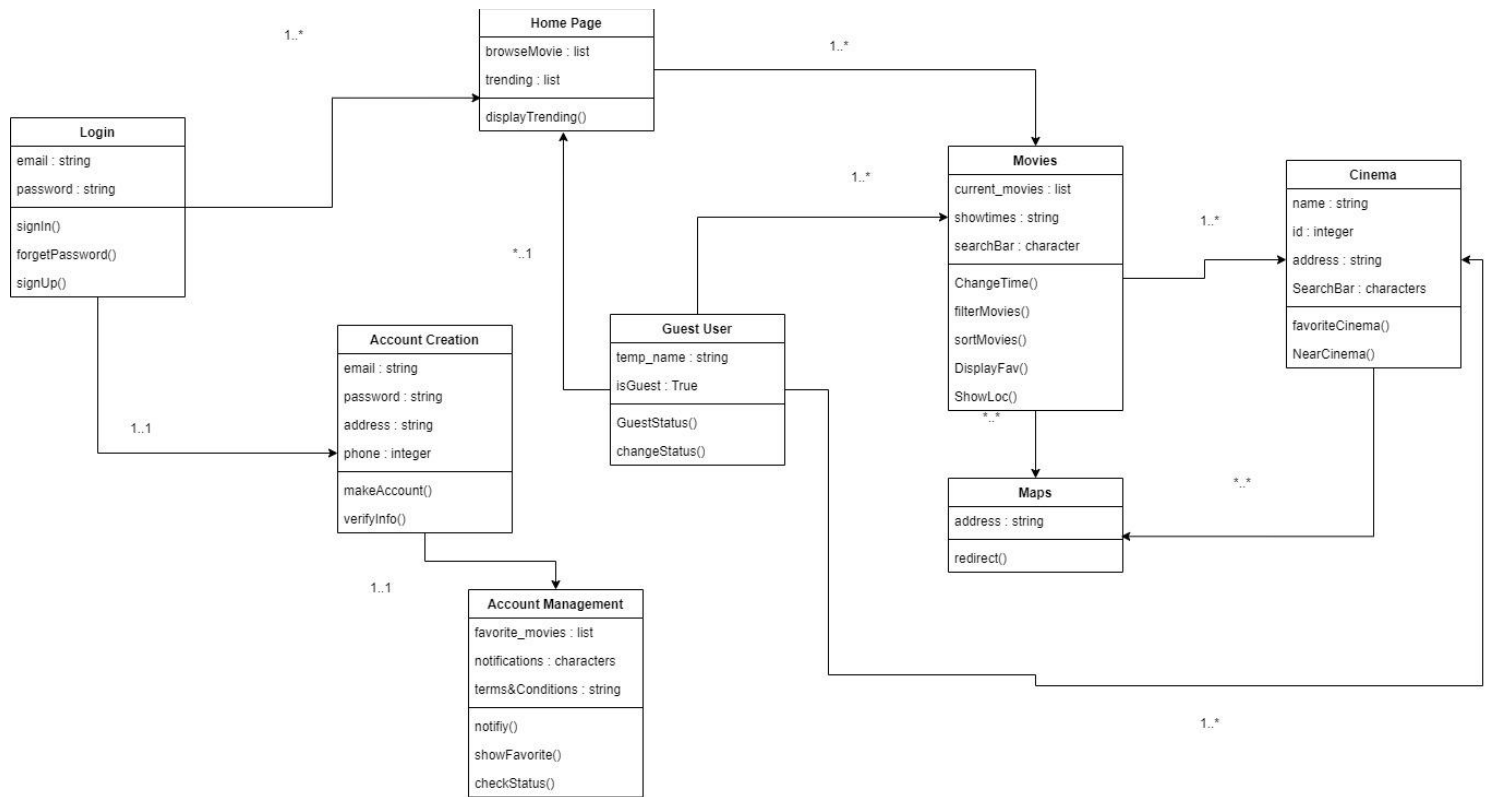 1..*
Home Page
browseMovie : list
trending : list
displayTrending()
1..*
Login
email : string
password : string
signIn()
forgetPassword()
signUp()
Movies
current_movies : list
showtimes : string
searchBar : character
ChangeTime()
filterMovies()
sortMovies()
DisplayFav()
ShowLoc()
Cinema
name : string
id : integer
address : string
SearchBar : characters
favoriteCinema()
NearCinema()
1..*
1..*
*..1
Guest User
temp_name : string
isGuest : True
GuestStatus()
changeStatus()
Account Creation
email : string
password : string
address : string
phone : integer
makeAccount()
verifyInfo()
1..1
*..*
Maps
address : string
redirect()
*..*
1..1
Account Management
favorite_movies : list
notifications : characters
terms&Conditions : string
notifiy()
showFavorite()
checkStatus()
1..*